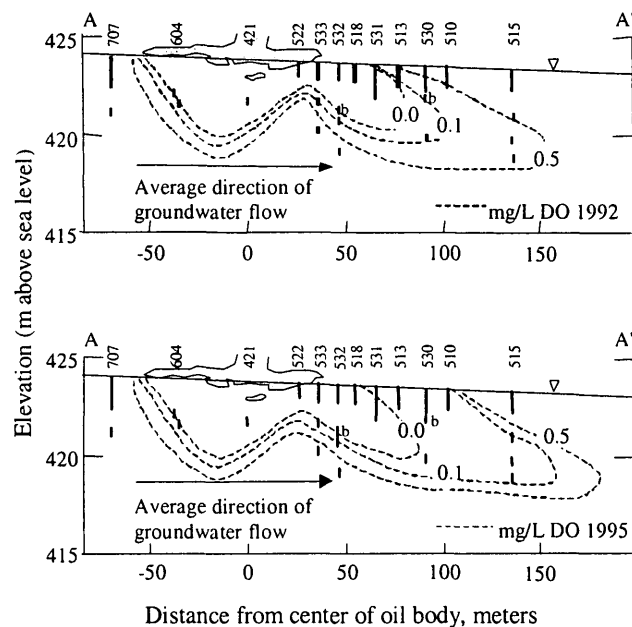 A A'
707 604 421 522 533 532 518 531 513 530 510 515
425
420
415
b b
0.0 0.1 0.5
Average direction of
groundwater flow
mg/L DO 1992
-50 0 50 100 150
Elevation (m above sea level)
A A'
707 604 421 522 533 532 518 531 513 530 510 515
425
420
415
b b
0.0 0.1 0.5
Average direction of
groundwater flow
mg/L DO 1995
-50 0 50 100 150
Distance from center of oil body, meters